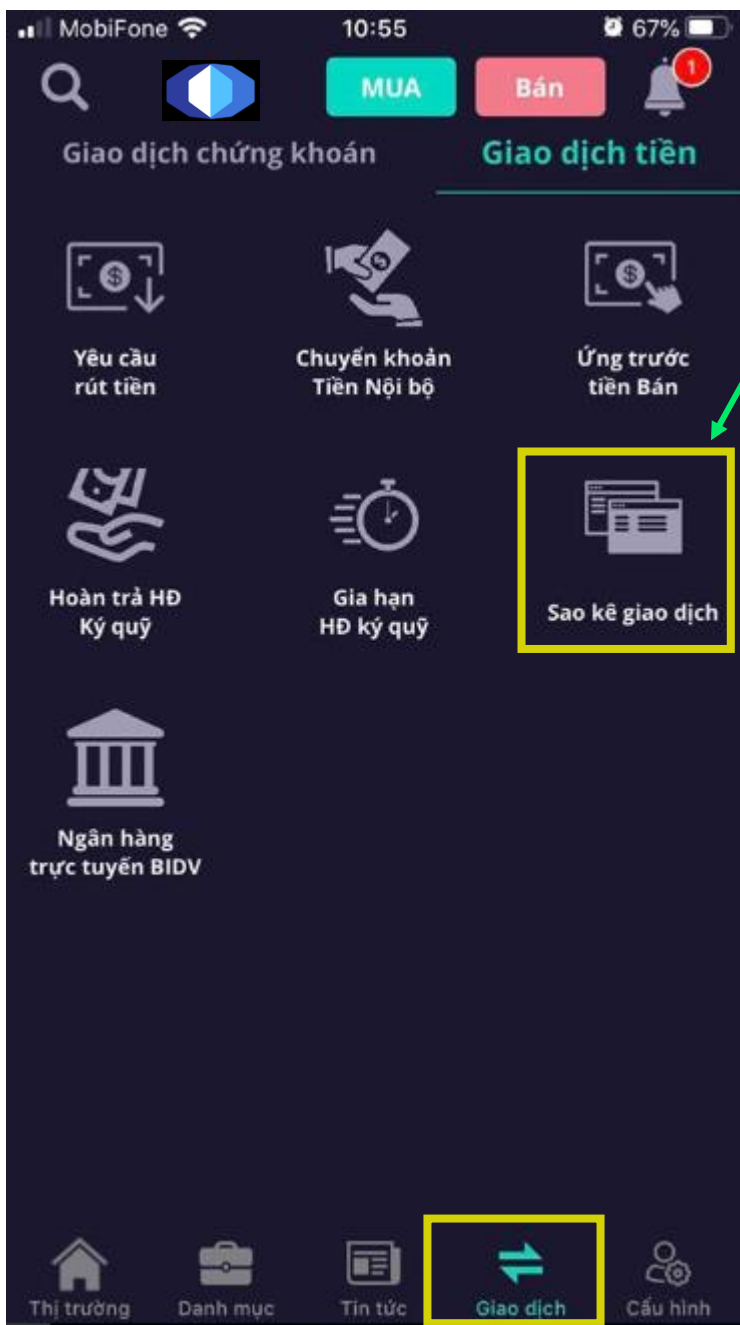 MobiFone 10:55 67%
MUA Bán 1
Giao dịch chứng khoán Giao dịch tiền
Yêu cầu
rút tiền
Chuyển khoản
Tiền Nội bộ
Ứng trước
tiền Bán
Hoàn trả HĐ
Ký quỹ
Gia hạn
HĐ ký quỹ
Sao kê giao dịch
Ngân hàng
trực tuyến BIDV
Thị trường Danh mục Tin tức Giao dịch Cấu hình